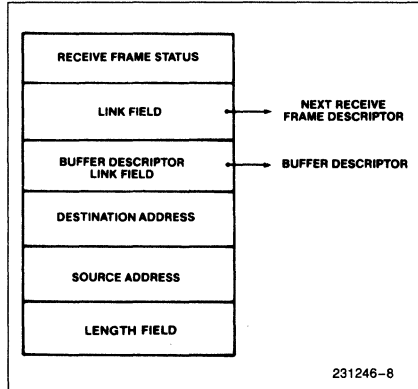 RECEIVE FRAME STATUS
LINK FIELD
NEXT RECEIVE
FRAME DESCRIPTOR
BUFFER DESCRIPTOR
LINK FIELD
BUFFER DESCRIPTOR
DESTINATION ADDRESS
SOURCE ADDRESS
LENGTH FIELD
231246-8